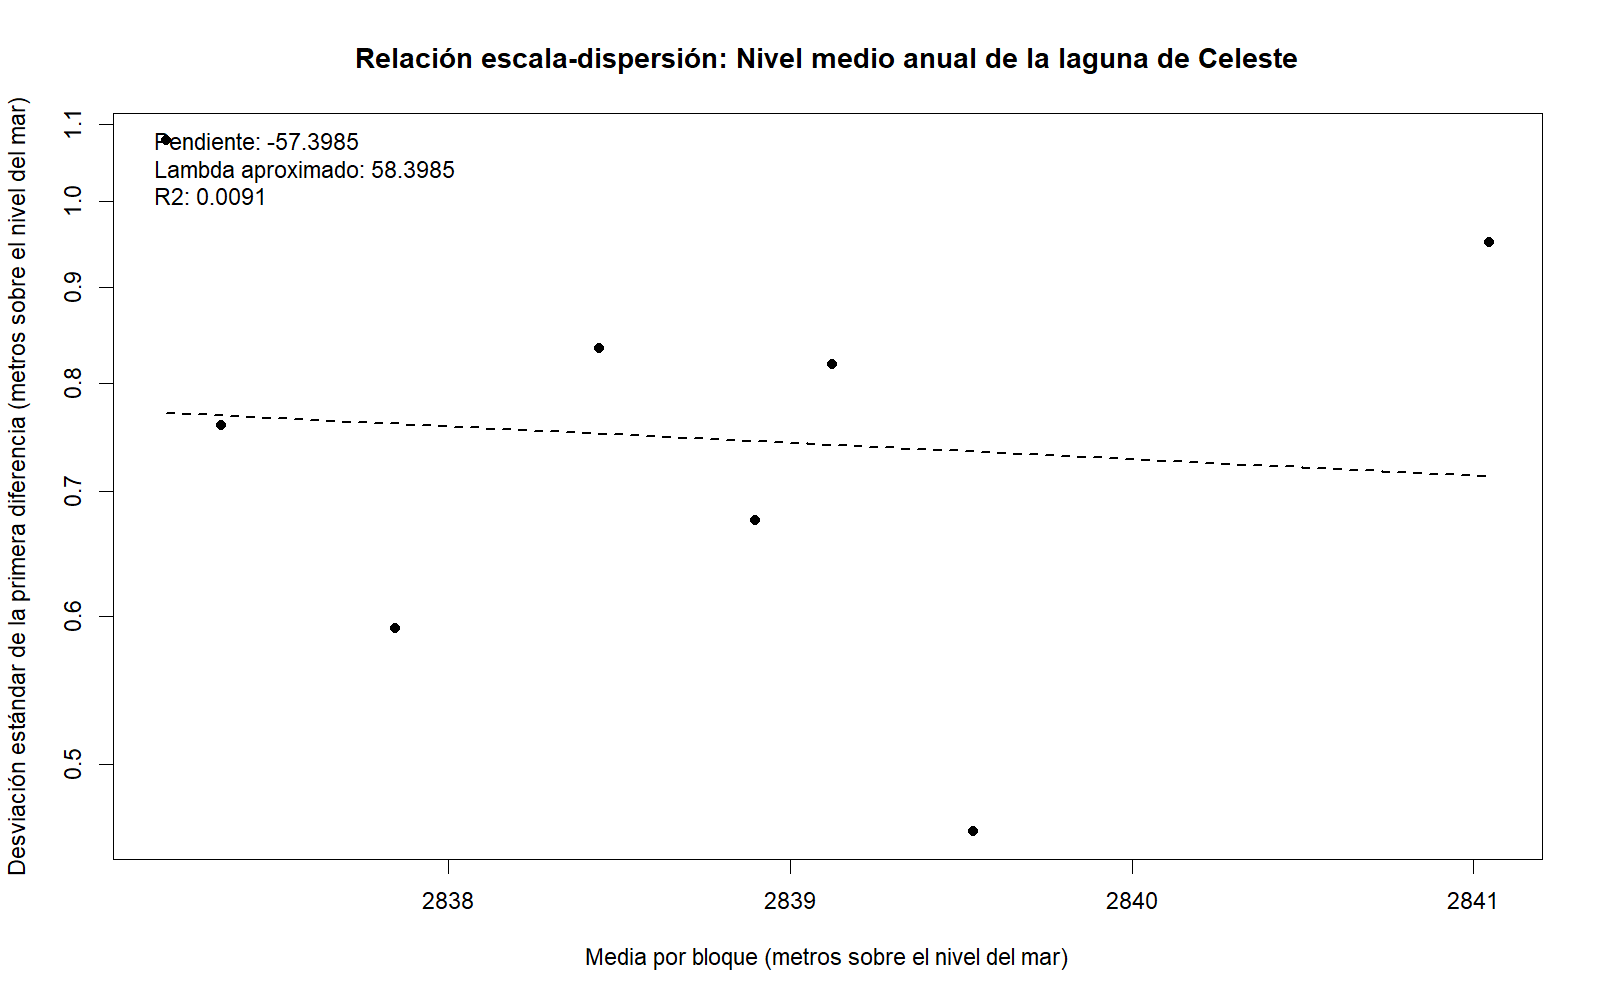 Relación escala-dispersión: Nivel medio anual de la laguna de Celeste
Desviación estándar de la primera diferencia (metros sobre el nivel del mar)
1.1
1.0
0.9
0.8
0.7
0.6
0.5
Pendiente: -57.3985
Lambda aproximado: 58.3985
R2: 0.0091
2838
2839
2840
2841
Media por bloque (metros sobre el nivel del mar)